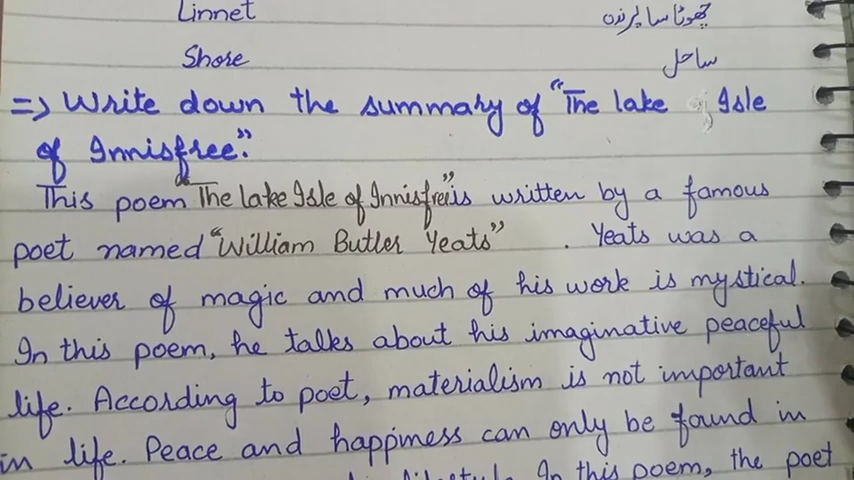 Linnet چھوٹا سا پرندہ
Shore ساحل
=> Write down the summary of "The lake Isle
of Innisfree".
This poem "The lake Isle of Innisfree" is written by a famous
poet named "William Butler Yeats" . Yeats was a
believer of magic and much of his work is mystical.
In this poem, he talks about his imaginative peaceful
life. According to poet, materialism is not important
in life. Peace and happiness can only be found in
In this poem, the poet